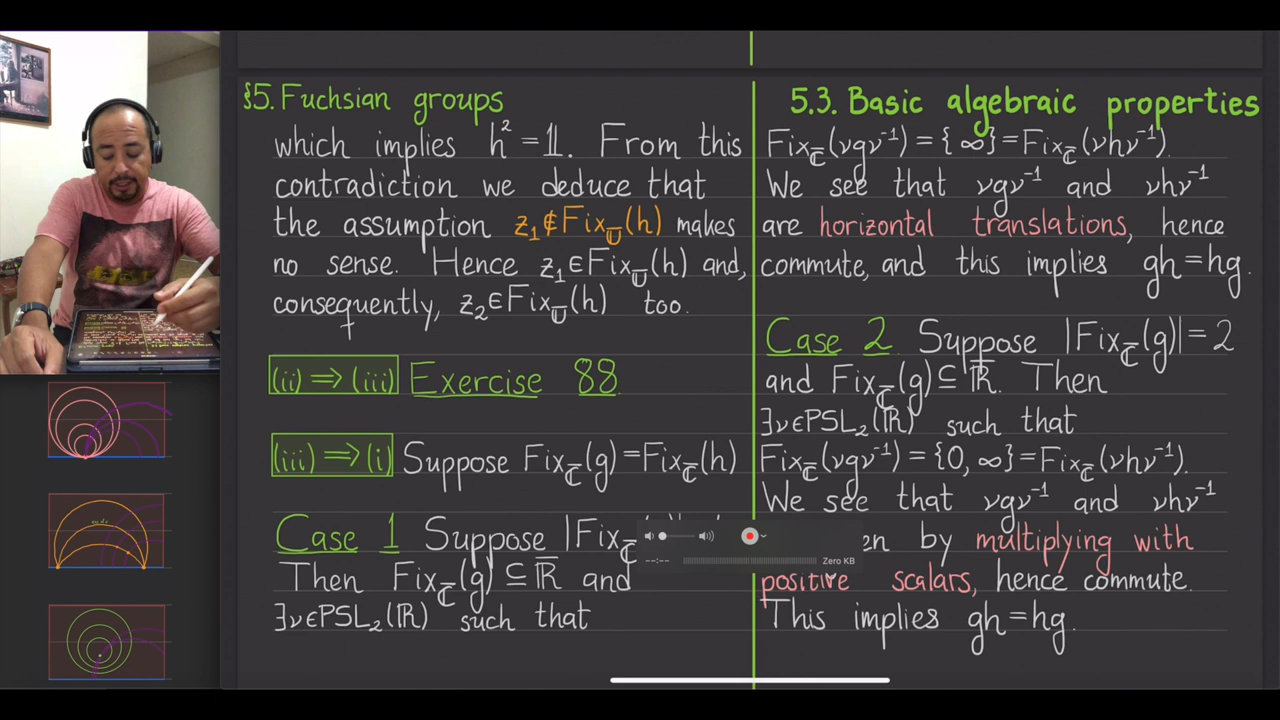 §5. Fuchsian groups
which implies h² = 𝟙. From this
contradiction we deduce that
the assumption z₁∉Fix_Ū(h) makes
no sense. Hence z₁∈Fix_Ū(h) and,
consequently, z₂∈Fix_Ū(h) too.
(ii) ⟹ (iii) Exercise 88
(iii) ⟹ (i) Suppose Fix_ℂ̅(g) = Fix_ℂ̅(h)
Case 1 Suppose |Fix_ℂ̅
Then Fix_ℂ̅(g) ⊆ ℝ̅ and
∃ν∈PSL₂(ℝ) such that
5.3. Basic algebraic properties
Fix_ℂ̅(νgν⁻¹) = {∞} = Fix_ℂ̅(νhν⁻¹).
We see that νgν⁻¹ and νhν⁻¹
are horizontal translations, hence
commute, and this implies gh = hg.
Case 2 Suppose |Fix_ℂ̅(g)| = 2
and Fix_ℂ̅(g) ⊆ ℝ̅. Then
∃ν∈PSL₂(ℝ) such that
Fix_ℂ̅(νgν⁻¹) = {0, ∞} = Fix_ℂ̅(νhν⁻¹).
We see that νgν⁻¹ and νhν⁻¹
en by multiplying with
positive scalars, hence commute.
This implies gh = hg.
--:--
Zero KB